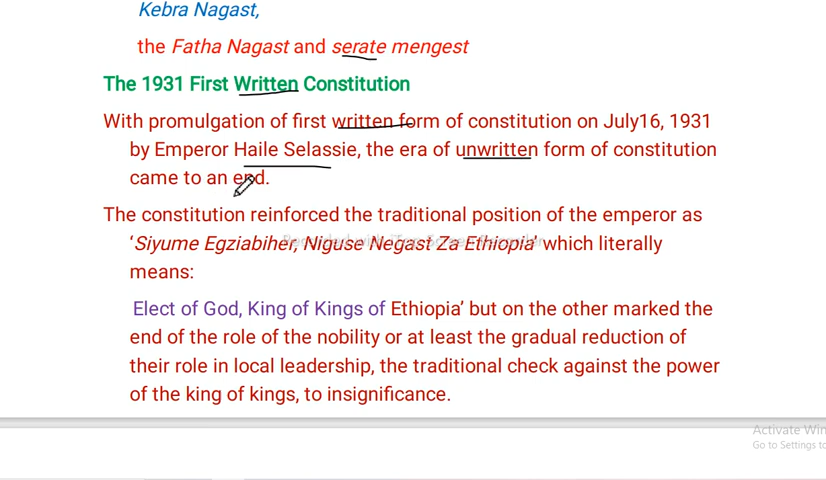 Kebra Nagast,
the Fatha Nagast and serate mengest
The 1931 First Written Constitution
With promulgation of first written form of constitution on July16, 1931
by Emperor Haile Selassie, the era of unwritten form of constitution
came to an end.
The constitution reinforced the traditional position of the emperor as
‘Siyume Egziabiher, Niguse Negast Za Ethiopia’ which literally
means:
Elect of God, King of Kings of Ethiopia’ but on the other marked the
end of the role of the nobility or at least the gradual reduction of
their role in local leadership, the traditional check against the power
of the king of kings, to insignificance.
Activate Win
Go to Settings to